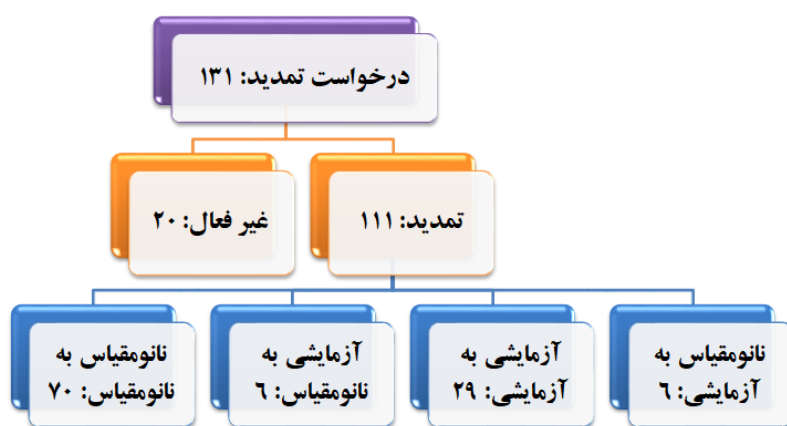 درخواست تمدید: ۱۳۱
تمدید: ۱۱۱
غیر فعال: ۲۰
نانومقیاس به
آزمایشی: ۶
آزمایشی به
آزمایشی: ۲۹
آزمایشی به
نانومقیاس: ۶
نانومقیاس به
نانومقیاس: ۷۰